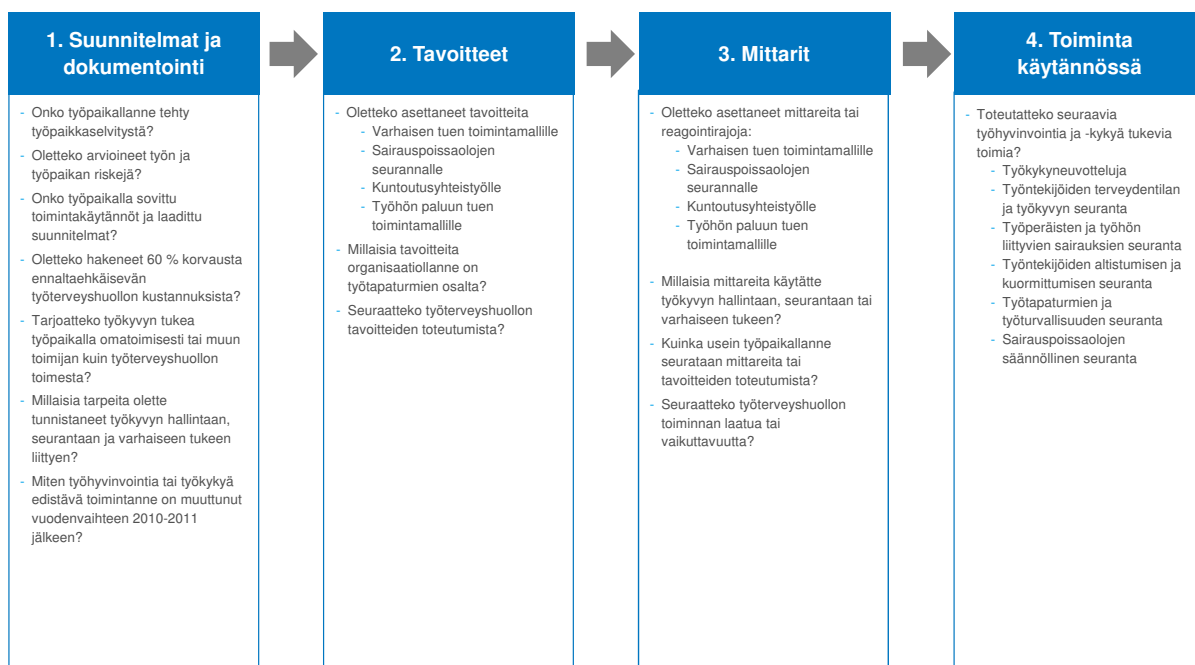 1. Suunnitelmat ja
dokumentointi
- Onko työpaikallanne tehty
työpaikkaselvitystä?
- Oletteko arvioineet työn ja
työpaikan riskejä?
- Onko työpaikalla sovittu
toimintakäytännöt ja laadittu
suunnitelmat?
- Oletteko hakeneet 60 % korvausta
ennaltaehkäisevän
työterveyshuollon kustannuksista?
- Tarjoatteko työkyvyn tukea
työpaikalla omatoimisesti tai muun
toimijan kuin työterveyshuollon
toimesta?
- Millaisia tarpeita olette
tunnistaneet työkyvyn hallintaan,
seurantaan ja varhaiseen tukeen
liittyen?
- Miten työhyvinvointia tai työkykyä
edistävä toimintanne on muuttunut
vuodenvaihteen 2010-2011
jälkeen?
2. Tavoitteet
- Oletteko asettaneet tavoitteita
- Varhaisen tuen toimintamallille
- Sairauspoissaolojen
seurannalle
- Kuntoutusyhteistyölle
- Työhön paluun tuen
toimintamallille
- Millaisia tavoitteita
organisaatiollanne on
työtapaturmien osalta?
- Seuraatteko työterveyshuollon
tavoitteiden toteutumista?
3. Mittarit
- Oletteko asettaneet mittareita tai
reagointirajoja:
- Varhaisen tuen toimintamallille
- Sairauspoissaolojen
seurannalle
- Kuntoutusyhteistyölle
- Työhön paluun tuen
toimintamallille
- Millaisia mittareita käytätte
työkyvyn hallintaan, seurantaan tai
varhaiseen tukeen?
- Kuinka usein työpaikallanne
seurataan mittareita tai
tavoitteiden toteutumista?
- Seuraatteko työterveyshuollon
toiminnan laatua tai
vaikuttavuutta?
4. Toiminta
käytännössä
- Toteutatteko seuraavia
työhyvinvointia ja -kykyä tukevia
toimia?
- Työkykyneuvotteluja
- Työntekijöiden terveydentilan
ja työkyvyn seuranta
- Työperäisten ja työhön
liittyvien sairauksien seuranta
- Työntekijöiden altistumisen ja
kuormittumisen seuranta
- Työtapaturmien ja
työturvallisuuden seuranta
- Sairauspoissaolojen
säännöllinen seuranta